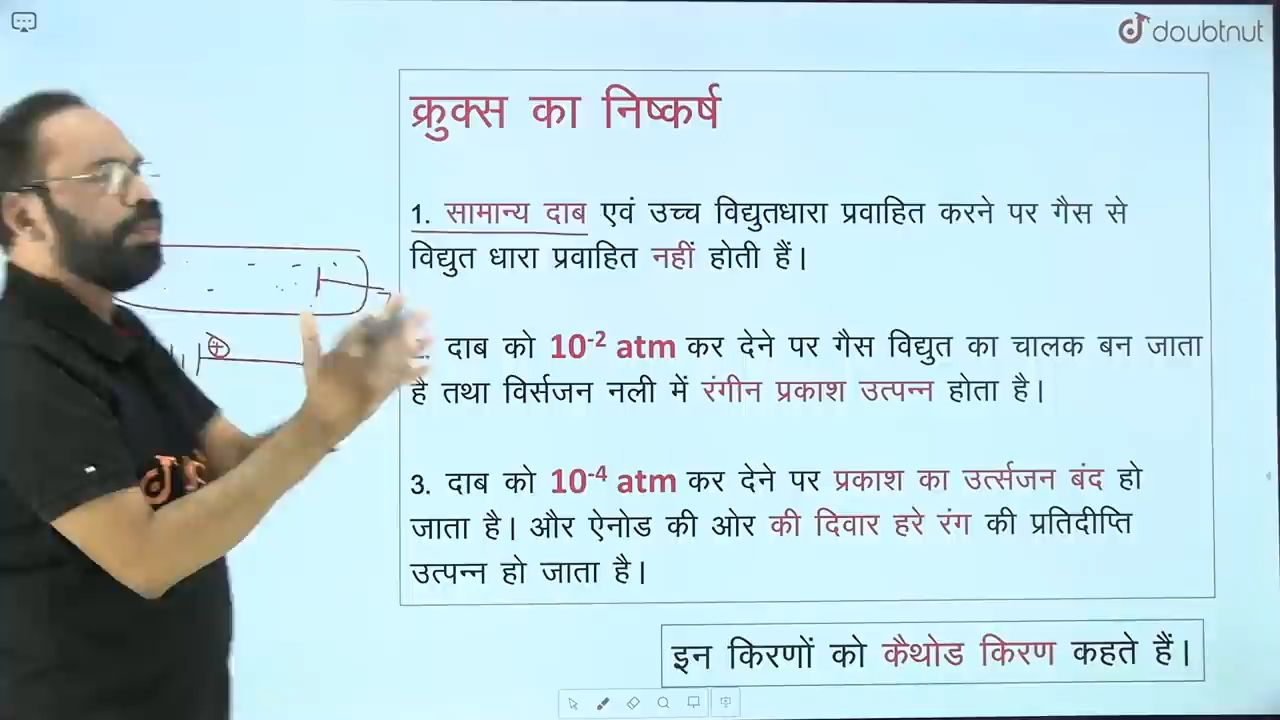 doubtnut
क्रुक्स का निष्कर्ष
1. सामान्य दाब एवं उच्च विद्युतधारा प्रवाहित करने पर गैस से
विद्युत धारा प्रवाहित नहीं होती हैं।
दाब को 10⁻² atm कर देने पर गैस विद्युत का चालक बन जाता
है तथा विर्सजन नली में रंगीन प्रकाश उत्पन्न होता है।
3. दाब को 10⁻⁴ atm कर देने पर प्रकाश का उर्त्सजन बंद हो
जाता है। और ऐनोड की ओर की दिवार हरे रंग की प्रतिदीप्ति
उत्पन्न हो जाता है।
+
इन किरणों को कैथोड किरण कहते हैं।